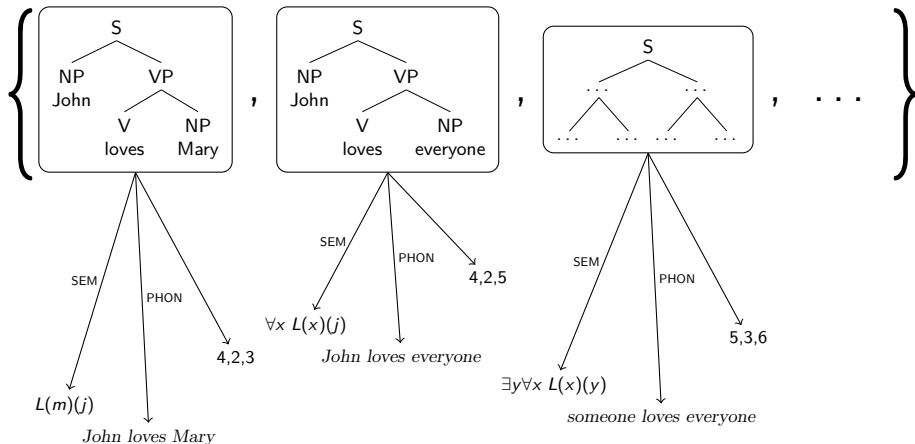 S
NP VP
John
V NP
loves Mary
,
S
NP VP
John
V NP
loves everyone
,
S
... ...
... ... ... ...
, ...
SEM
PHON
L(m)(j)
John loves Mary
4,2,3
SEM
PHON
∀x L(x)(j)
John loves everyone
4,2,5
SEM
PHON
∃y∀x L(x)(y)
someone loves everyone
5,3,6